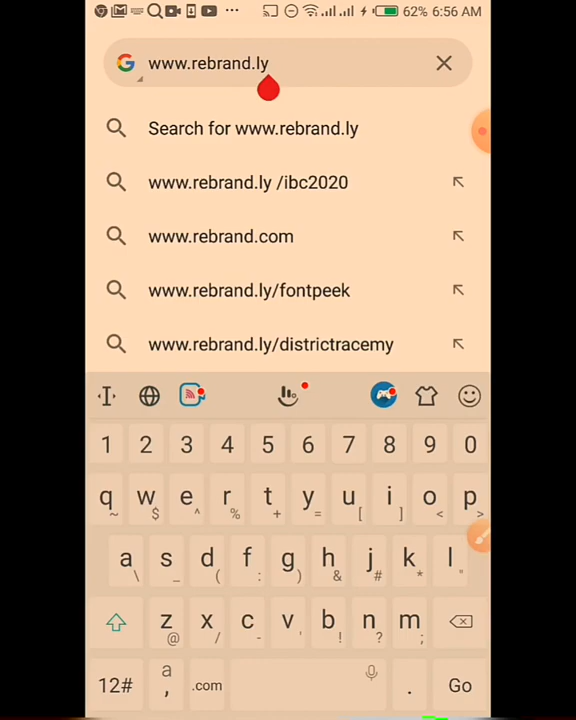 62% 6:56 AM
www.rebrand.ly
Search for www.rebrand.ly
www.rebrand.ly /ibc2020
www.rebrand.com
www.rebrand.ly/fontpeek
www.rebrand.ly/districtracemy
1 2 3 4 5 6 7 8 9 0
q w e r t y u i o p
~ $ ^ % + = [ ] < >
a s d f g h j k l
\ _ ( : ) & # * "
z x c v b n m
@ / - ' ! ? ;
12# a , .com . Go